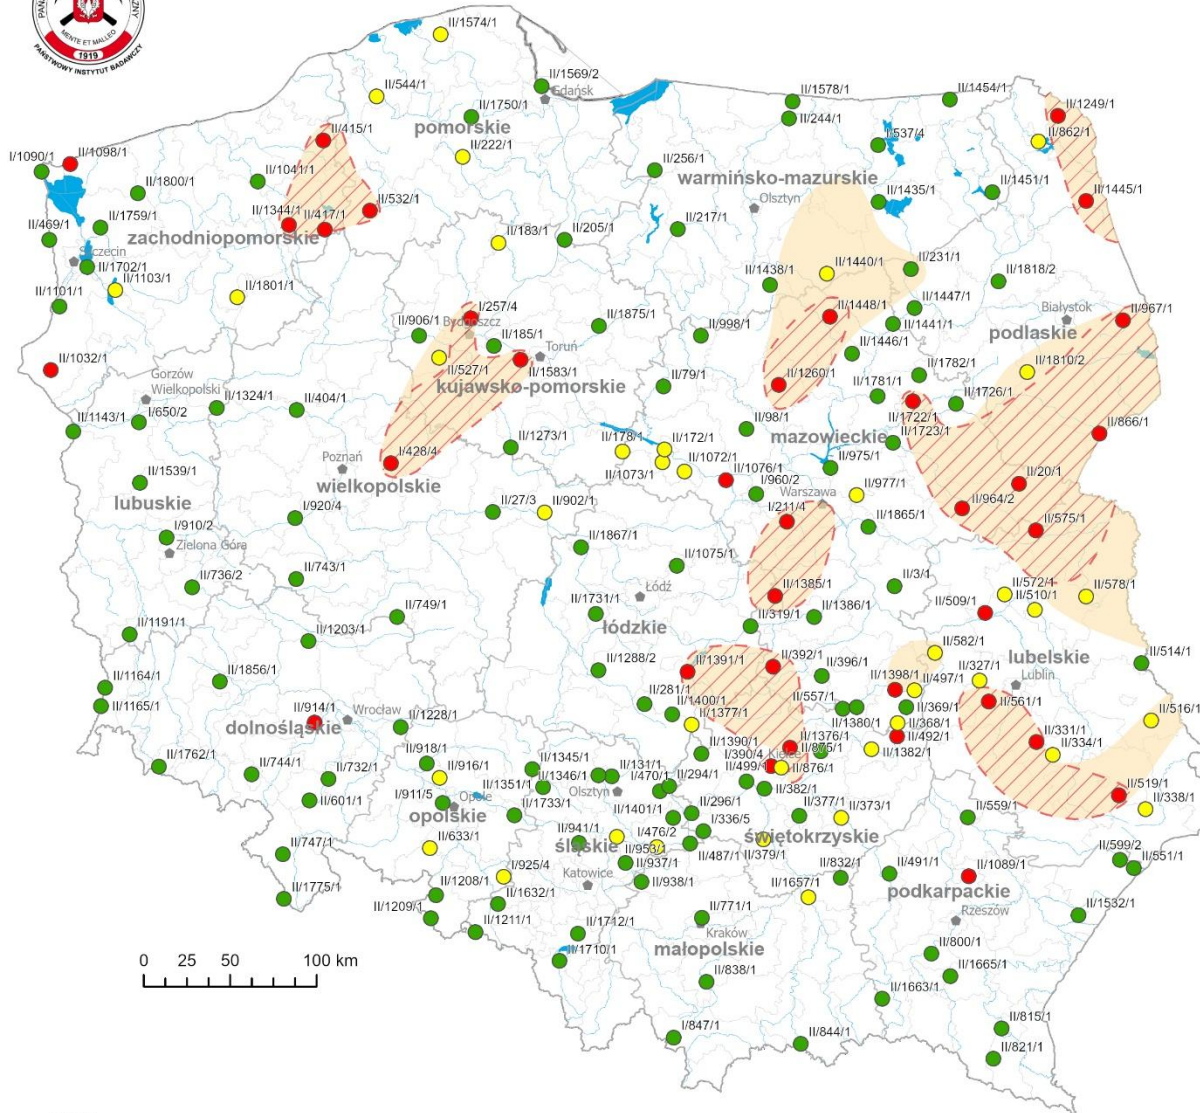 MENTE ET MALLEO
1919
PAŃSTWOWY INSTYTUT BADAWCZY
II/1574/1
II/544/1
II/1569/2
Gdańsk
II/1750/1
pomorskie
II/222/1
II/1578/1
II/244/1
II/1454/1
II/1249/1
II/862/1
I-537/4
II/415/1
I/1090/1
II/1098/1
II/1041/1
II/1800/1
II/256/1
warmińsko-mazurskie
Olsztyn
II/1435/1
II/1451/1
II/1445/1
II/532/1
II/1344/1
II/417/1
II/469/1
II/1759/1
zachodniopomorskie
Szczecin
II/1702/1
II/1103/1
II/1101/1
II/1801/1
II/183/1
II/205/1
II/217/1
II/1438/1
II/1440/1
II/231/1
II/1818/2
II/1447/1
II/1448/1
II/1441/1
Białystok
podlaskie
II/967/1
I/257/4
Bydgoszcz
II/906/1
II/185/1
II/1875/1
II/998/1
II/1446/1
II/1032/1
II/527/1
Toruń
II/1583/1
kujawsko-pomorskie
II/79/1
II/1260/1
II/1782/1
II/1781/1
II/1810/2
II/1726/1
Gorzów
Wielkopolski
II/1143/1
I/650/2
II/1324/1
II/404/1
II/1273/1
II/178/1
II/172/1
II/98/1
mazowieckie
II/1722/1
II/1723/1
II/866/1
II/1073/1
II/1072/1
II/1076/1
II/975/1
I/428/4
Poznań
wielkopolskie
II/1539/1
lubuskie
I/960/2
Warszawa
II/977/1
II/20/1
II/964/2
II/575/1
I/910/2
Zielona Góra
I/920/4
II/27/3
II/902/1
I/211/4
II/1865/1
II/1867/1
II/736/2
II/743/1
II/1075/1
Łódź
II/1385/1
II/3/1
II/572/1
II/510/1
II/578/1
II/749/1
II/1731/1
łódzkie
II/319/1
II/1386/1
II/509/1
II/1191/1
II/1203/1
II/582/1
lubelskie
II/514/1
II/1164/1
II/1165/1
II/1856/1
II/1288/2
II/1391/1
II/392/1
II/396/1
II/1398/1
II/497/1
II/327/1
Lublin
II/561/1
II/914/1
Wrocław
dolnośląskie
II/1228/1
II/281/1
II/1400/1
II/1377/1
II/557/1
II/1380/1
II/369/1
II/368/1
II/492/1
II/1382/1
II/331/1
II/334/1
II/516/1
II/1762/1
II/744/1
II/732/1
II/601/1
II/918/1
II/916/1
I/911/5
Opole
opolskie
II/1345/1
II/1346/1
II/1351/1
II/1733/1
II/131/1
I/470/1
Olsztyn
II/294/1
II/1390/1
I/390/4
Kielce
II/499/1
II/1376/1
II/875/1
II/876/1
II/382/1
II/519/1
II/338/1
II/1401/1
II/296/1
I/336/5
II/377/1
II/373/1
świętokrzyskie
II/379/1
II/559/1
II/941/1
śląskie
I/476/2
II/953/1
II/487/1
II/937/1
II/938/1
Katowice
II/633/1
I/925/4
II/747/1
II/1775/1
II/1208/1
II/1209/1
II/1632/1
II/1211/1
II/1657/1
II/832/1
II/491/1
II/1089/1
podkarpackie
Rzeszów
II/599/2
II/551/1
II/1532/1
II/771/1
Kraków
małopolskie
II/1712/1
II/1710/1
II/838/1
II/800/1
II/1665/1
II/1663/1
I/847/1
II/844/1
II/815/1
II/821/1
0 25 50 100 km